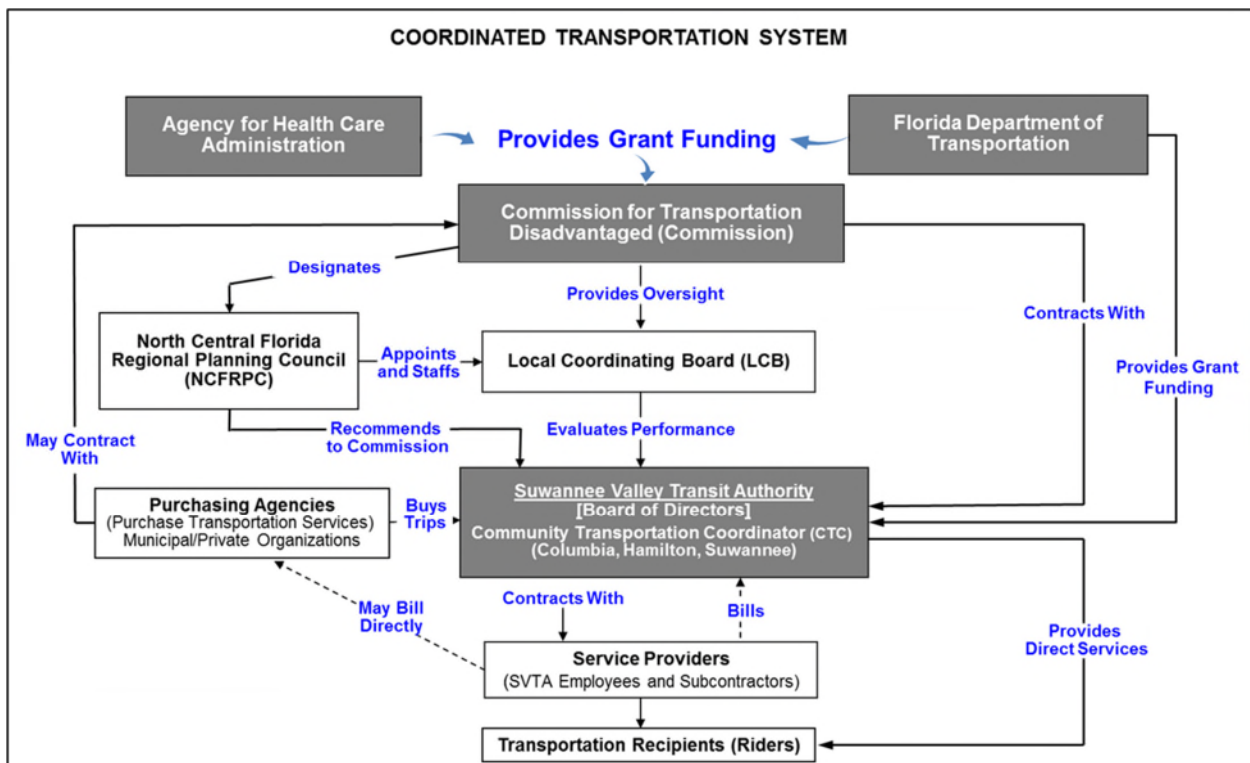 COORDINATED TRANSPORTATION SYSTEM
Agency for Health Care
Administration
Provides Grant Funding
Florida Department of
Transportation
Commission for Transportation
Disadvantaged (Commission)
Designates
Provides Oversight
Contracts With
North Central Florida
Regional Planning Council
(NCFRPC)
Appoints
and Staffs
Local Coordinating Board (LCB)
Provides Grant
Funding
May Contract
With
Recommends
to Commission
Evaluates Performance
Purchasing Agencies
(Purchase Transportation Services)
Municipal/Private Organizations
Buys
Trips
Suwannee Valley Transit Authority
[Board of Directors]
Community Transportation Coordinator (CTC)
(Columbia, Hamilton, Suwannee)
May Bill
Directly
Contracts With
Bills
Provides
Direct Services
Service Providers
(SVTA Employees and Subcontractors)
Transportation Recipients (Riders)